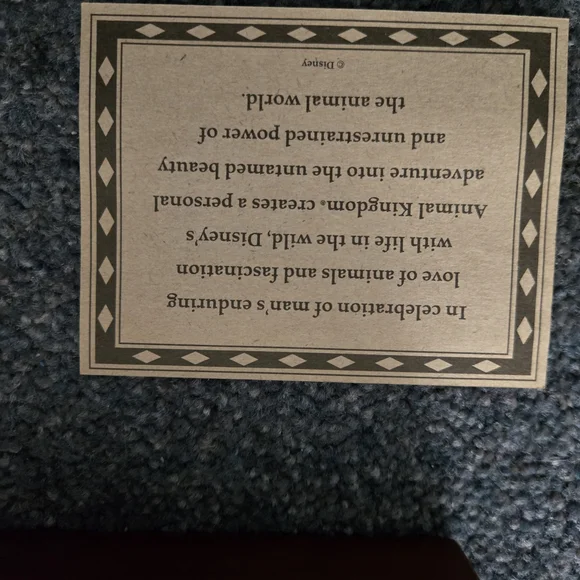 In celebration of man's enduring
love of animals and fascination
with life in the wild, Disney's
Animal Kingdom® creates a personal
adventure into the untamed beauty
and unrestrained power of
the animal world.
© Disney